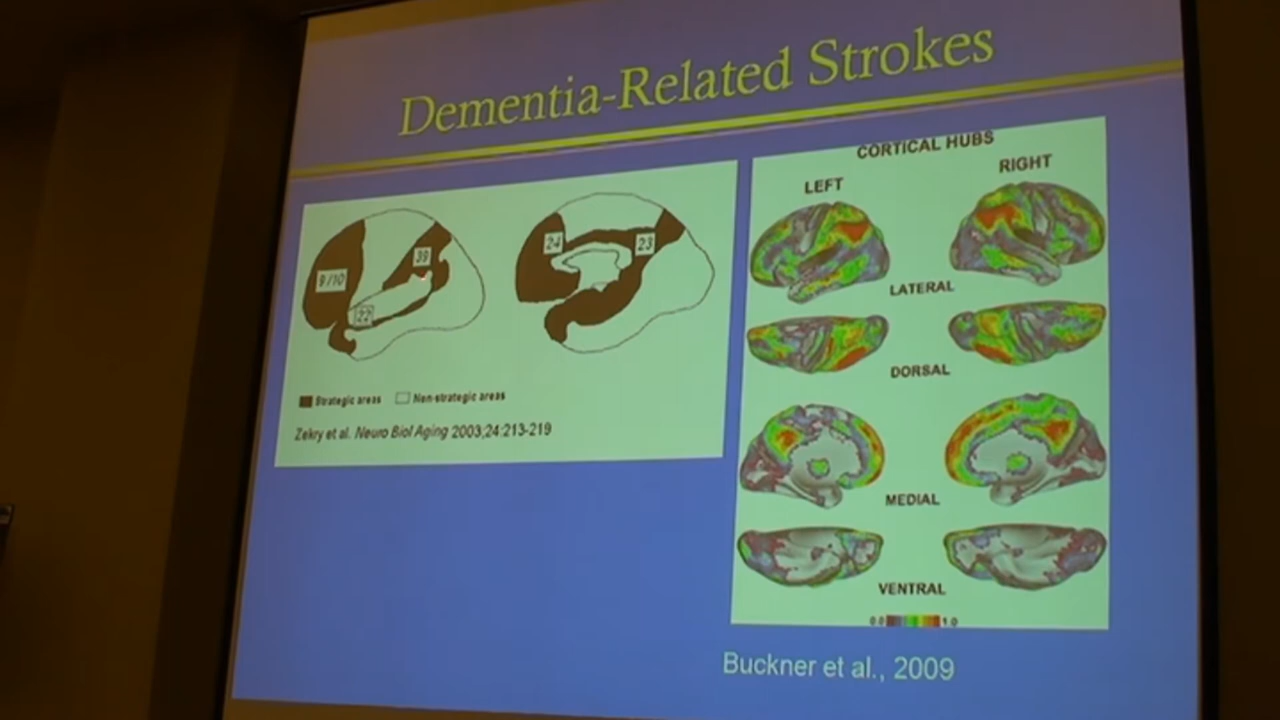 Dementia-Related Strokes
9/10
39
22
24
23
Strategic areas Non-strategic areas
Zekry et al. Neuro Biol Aging 2003;24:213-219
CORTICAL HUBS
LEFT RIGHT
LATERAL
DORSAL
MEDIAL
VENTRAL
0.0 1.0
Buckner et al., 2009